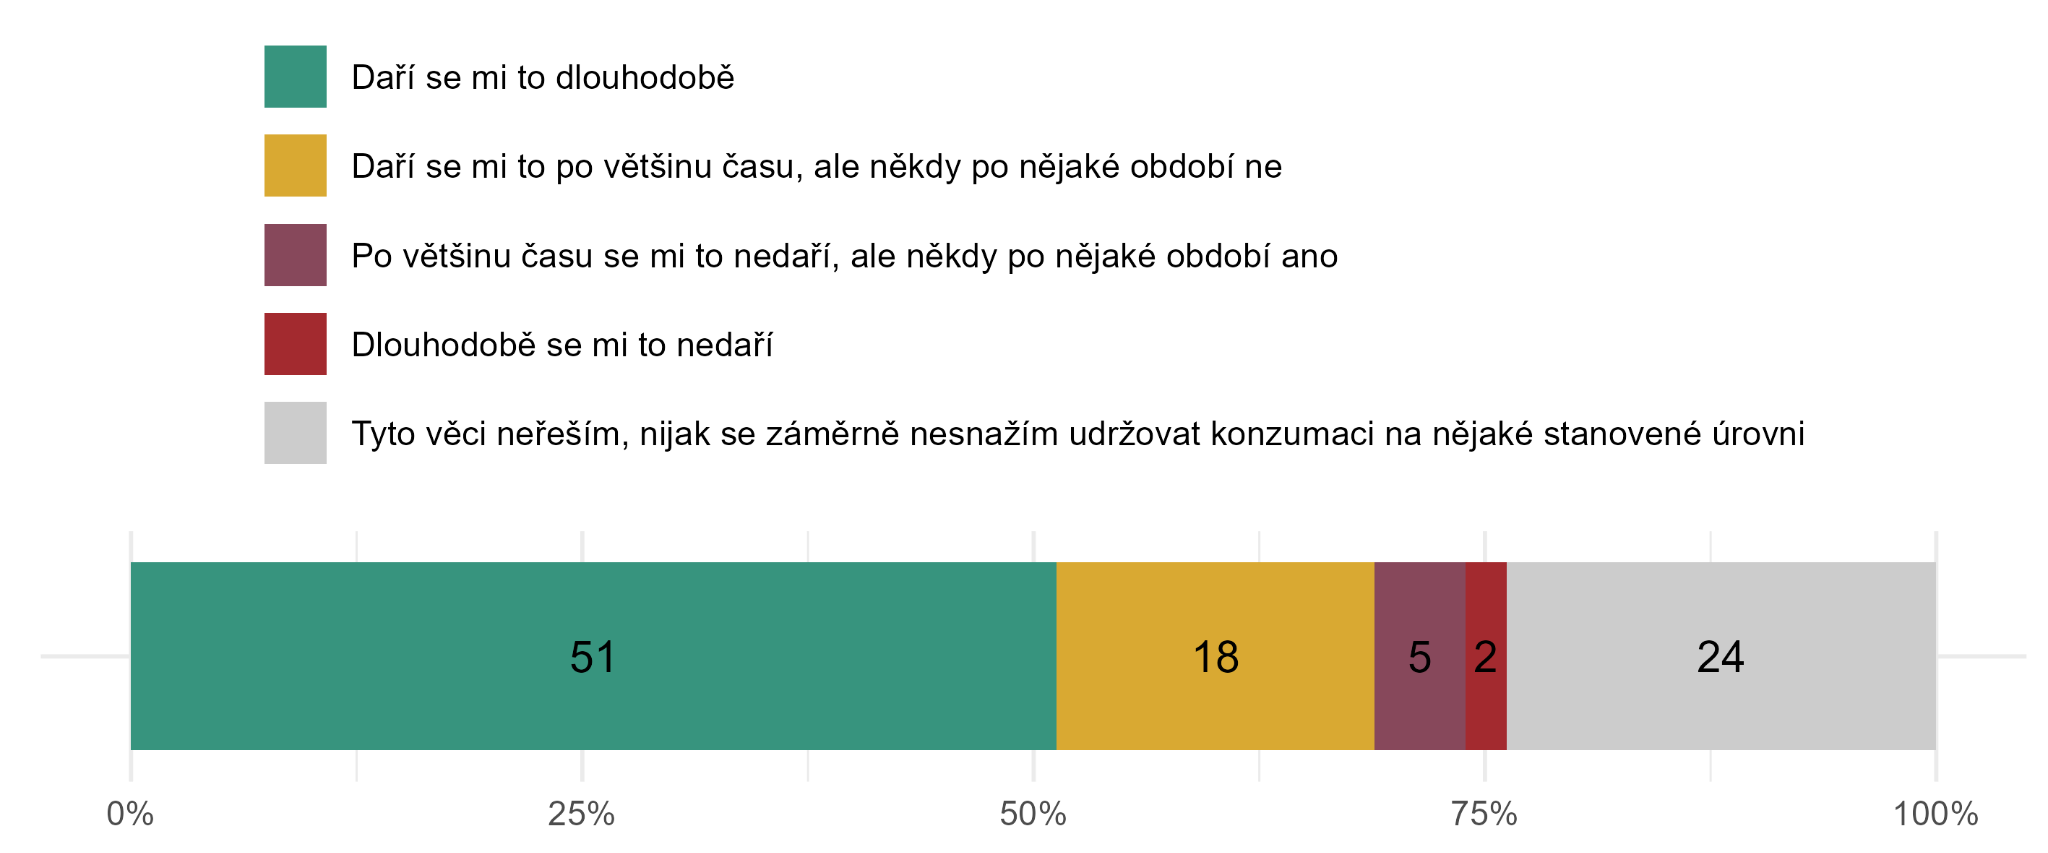 Daří se mi to dlouhodobě
Daří se mi to po většinu času, ale někdy po nějaké období ne
Po většinu času se mi to nedaří, ale někdy po nějaké období ano
Dlouhodobě se mi to nedaří
Tyto věci neřeším, nijak se záměrně nesnažím udržovat konzumaci na nějaké stanovené úrovni
51 18 5 2 24
0% 25% 50% 75% 100%